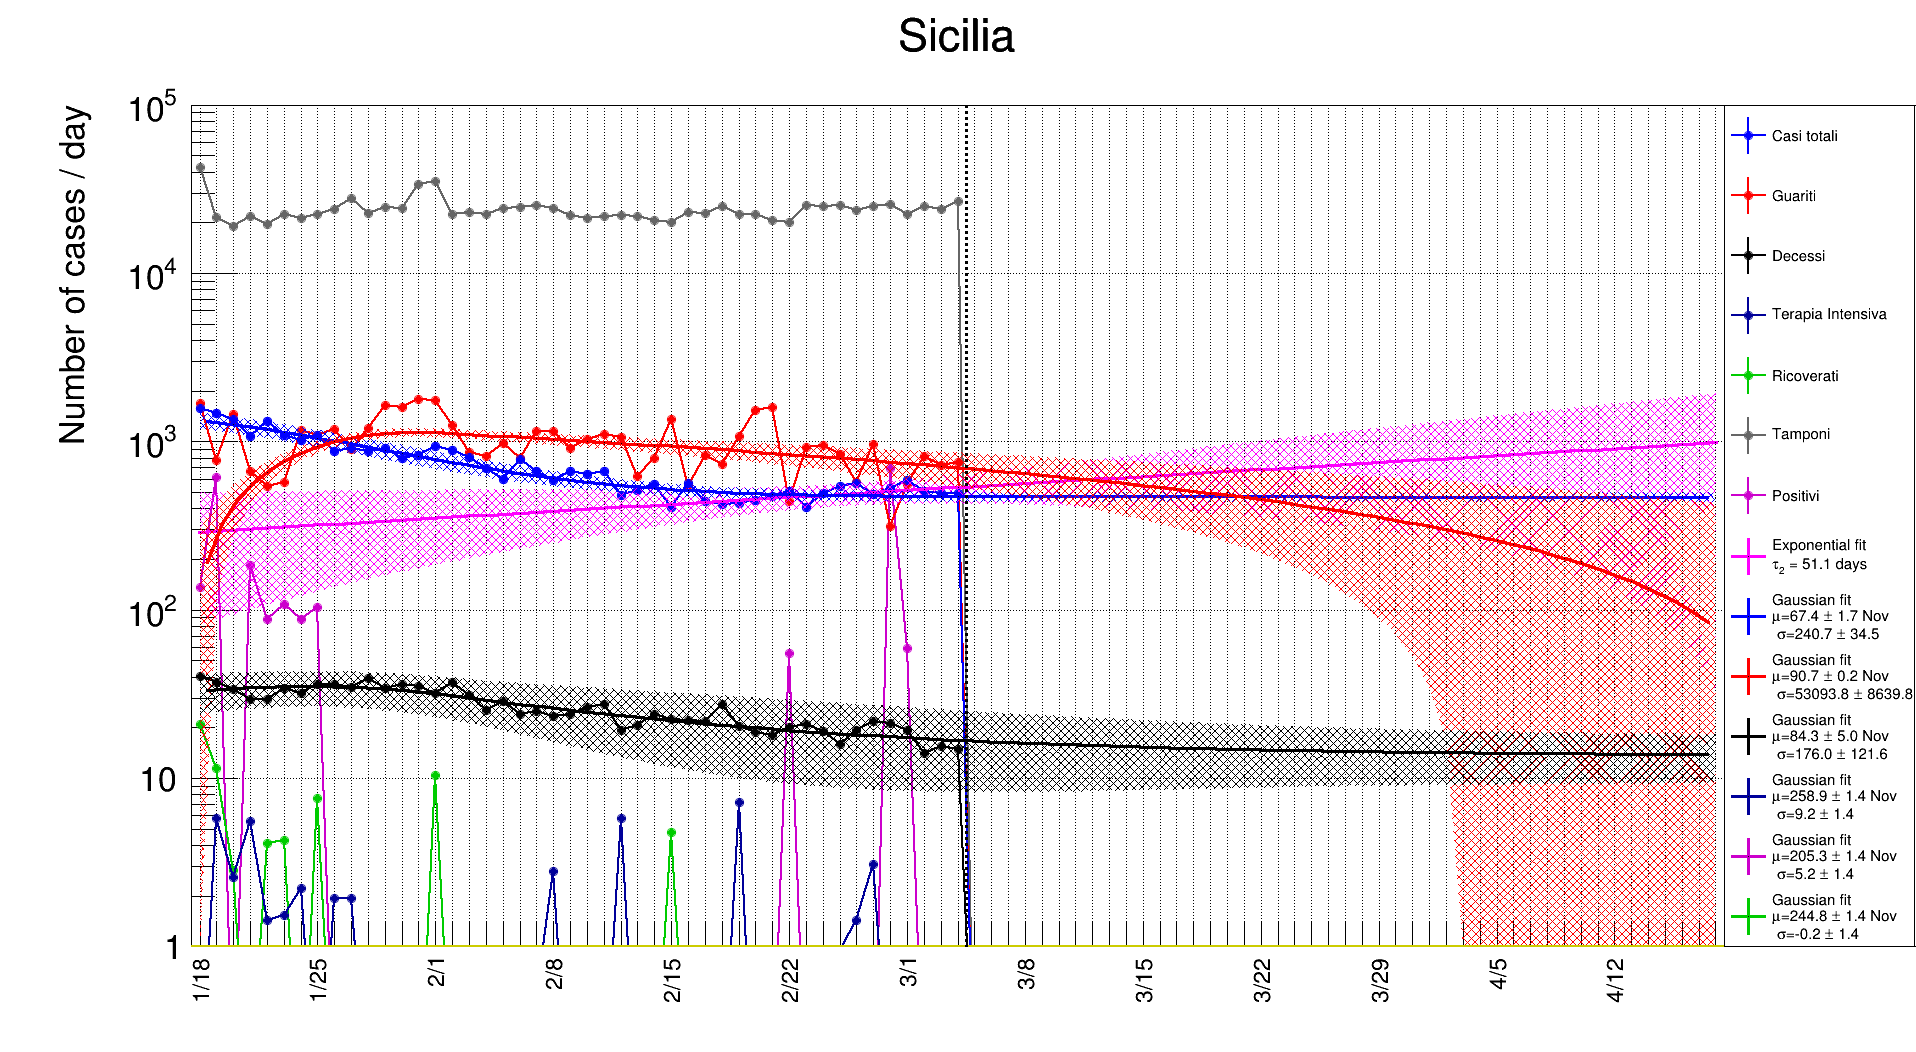 Sicilia
Number of cases / day
10^5
10^4
10^3
10^2
10
1
1/18
1/25
2/1
2/8
2/15
2/22
3/1
3/8
3/15
3/22
3/29
4/5
4/12
Casi totali
Guariti
Decessi
Terapia Intensiva
Ricoverati
Tamponi
Positivi
Exponential fit
τ_2 = 51.1 days
Gaussian fit
μ=67.4 ± 1.7 Nov
σ=240.7 ± 34.5
Gaussian fit
μ=90.7 ± 0.2 Nov
σ=53093.8 ± 8639.8
Gaussian fit
μ=84.3 ± 5.0 Nov
σ=176.0 ± 121.6
Gaussian fit
μ=258.9 ± 1.4 Nov
σ=9.2 ± 1.4
Gaussian fit
μ=205.3 ± 1.4 Nov
σ=5.2 ± 1.4
Gaussian fit
μ=244.8 ± 1.4 Nov
σ=-0.2 ± 1.4